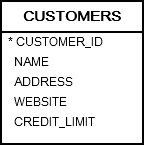 CUSTOMERS
* CUSTOMER_ID
NAME
ADDRESS
WEBSITE
CREDIT_LIMIT